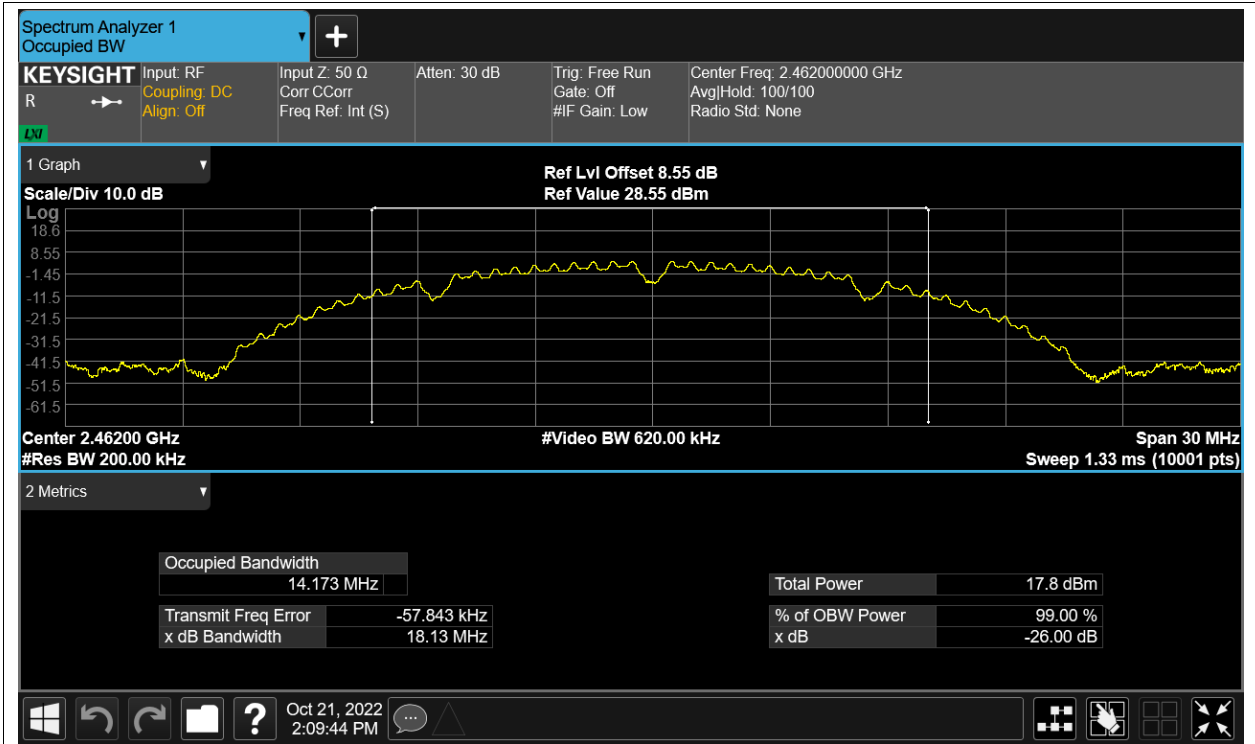 Spectrum Analyzer 1
Occupied BW
+
KEYSIGHT
R
LXI
Input: RF
Coupling: DC
Align: Off
Input Z: 50 Ω
Corr CCorr
Freq Ref: Int (S)
Atten: 30 dB
Trig: Free Run
Gate: Off
#IF Gain: Low
Center Freq: 2.462000000 GHz
Avg|Hold: 100/100
Radio Std: None
1 Graph
Scale/Div 10.0 dB
Ref Lvl Offset 8.55 dB
Ref Value 28.55 dBm
Log
18.6
8.55
-1.45
-11.5
-21.5
-31.5
-41.5
-51.5
-61.5
Center 2.46200 GHz
#Video BW 620.00 kHz
Span 30 MHz
#Res BW 200.00 kHz
Sweep 1.33 ms (10001 pts)
2 Metrics
Occupied Bandwidth
14.173 MHz
Transmit Freq Error -57.843 kHz
x dB Bandwidth 18.13 MHz
Total Power 17.8 dBm
% of OBW Power 99.00 %
x dB -26.00 dB
?
Oct 21, 2022
2:09:44 PM